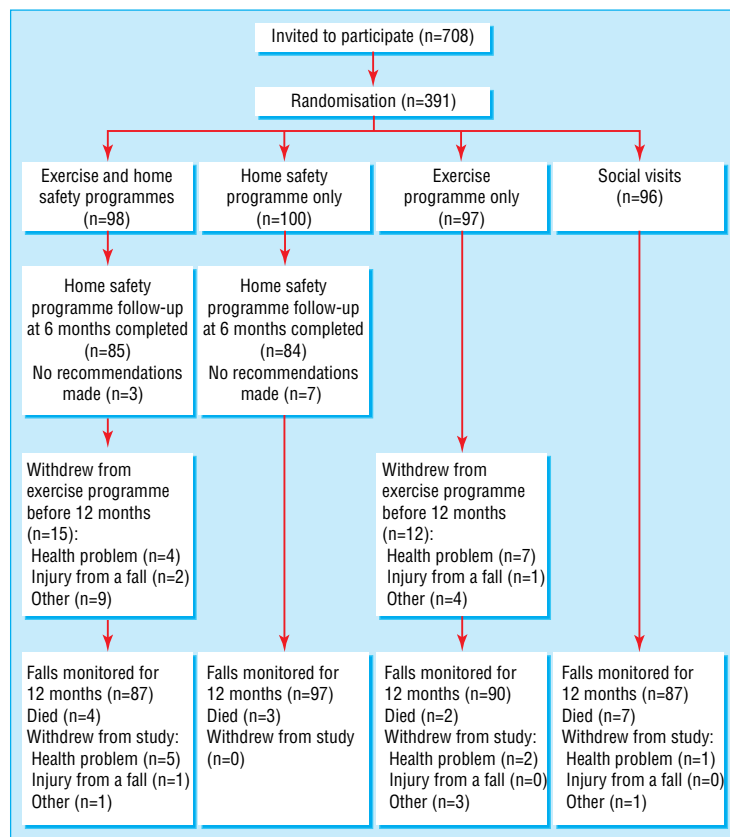 Invited to participate (n=708)
Randomisation (n=391)
Exercise and home
safety programmes
(n=98)
Home safety
programme only
(n=100)
Exercise
programme only
(n=97)
Social visits
(n=96)
Home safety
programme follow-up
at 6 months completed
(n=85)
No recommendations
made (n=3)
Home safety
programme follow-up
at 6 months completed
(n=84)
No recommendations
made (n=7)
Withdrew from
exercise programme
before 12 months
(n=15):
Health problem (n=4)
Injury from a fall (n=2)
Other (n=9)
Withdrew from
exercise programme
before 12 months
(n=12):
Health problem (n=7)
Injury from a fall (n=1)
Other (n=4)
Falls monitored for
12 months (n=87)
Died (n=4)
Withdrew from study:
Health problem (n=5)
Injury from a fall (n=1)
Other (n=1)
Falls monitored for
12 months (n=97)
Died (n=3)
Withdrew from study
(n=0)
Falls monitored for
12 months (n=90)
Died (n=2)
Withdrew from study:
Health problem (n=2)
Injury from a fall (n=0)
Other (n=3)
Falls monitored for
12 months (n=87)
Died (n=7)
Withdrew from study:
Health problem (n=1)
Injury from a fall (n=0)
Other (n=1)